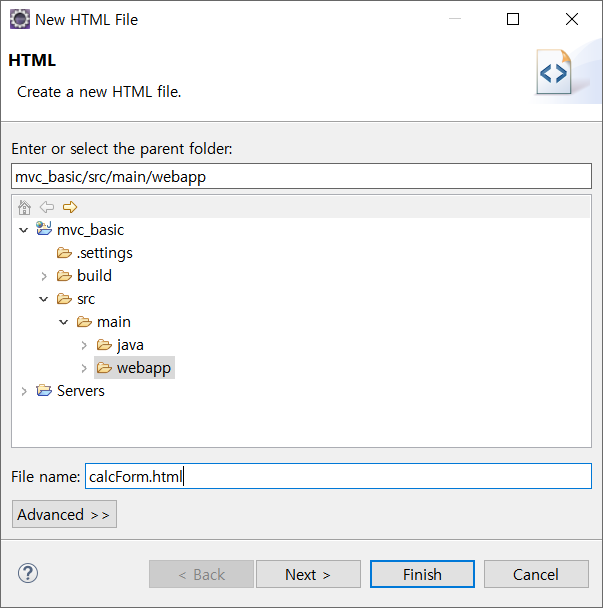 New HTML File
HTML
Create a new HTML file.
Enter or select the parent folder:
mvc_basic/src/main/webapp
mvc_basic
.settings
build
src
main
java
webapp
Servers
File name: calcForm.html
Advanced >>
? < Back Next > Finish Cancel